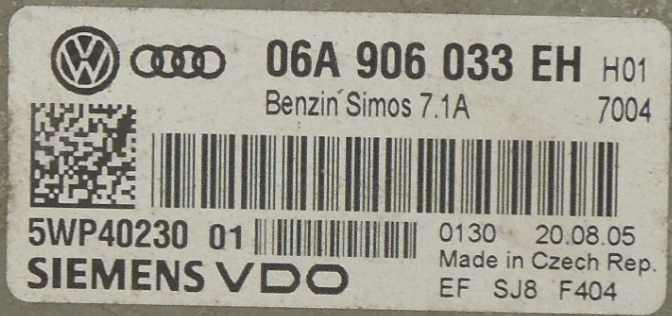 06A 906 033 EH H01
Benzin Simos 7.1A 7004
5WP40230 01 0130 20.08.05
Made in Czech Rep.
SIEMENS VDO EF SJ8 F404